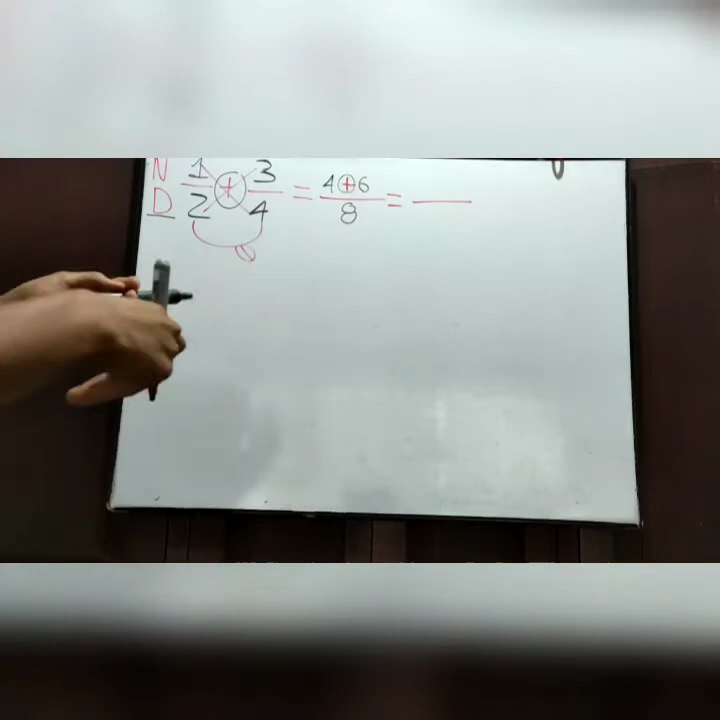 N 1/2 + 3/4 = 4+6/8 =
D